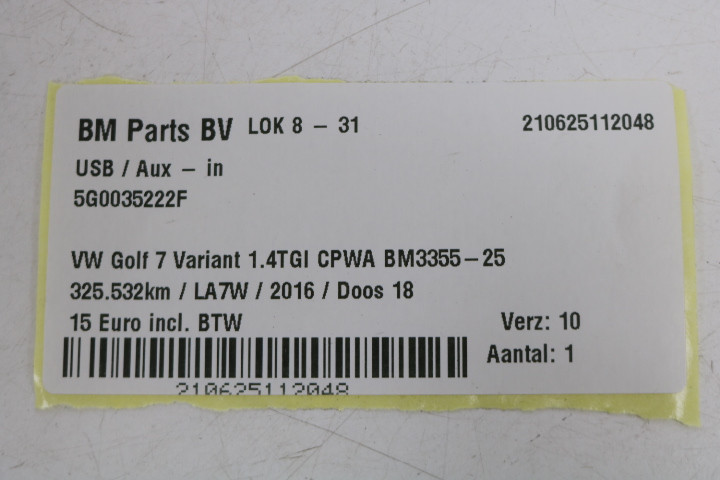 BM Parts BV LOK 8 - 31 210625112048
USB / Aux - in
5G0035222F
VW Golf 7 Variant 1.4TGI CPWA BM3355-25
325.532km / LA7W / 2016 / Doos 18
15 Euro incl. BTW Verz: 10
Aantal: 1
210625112048